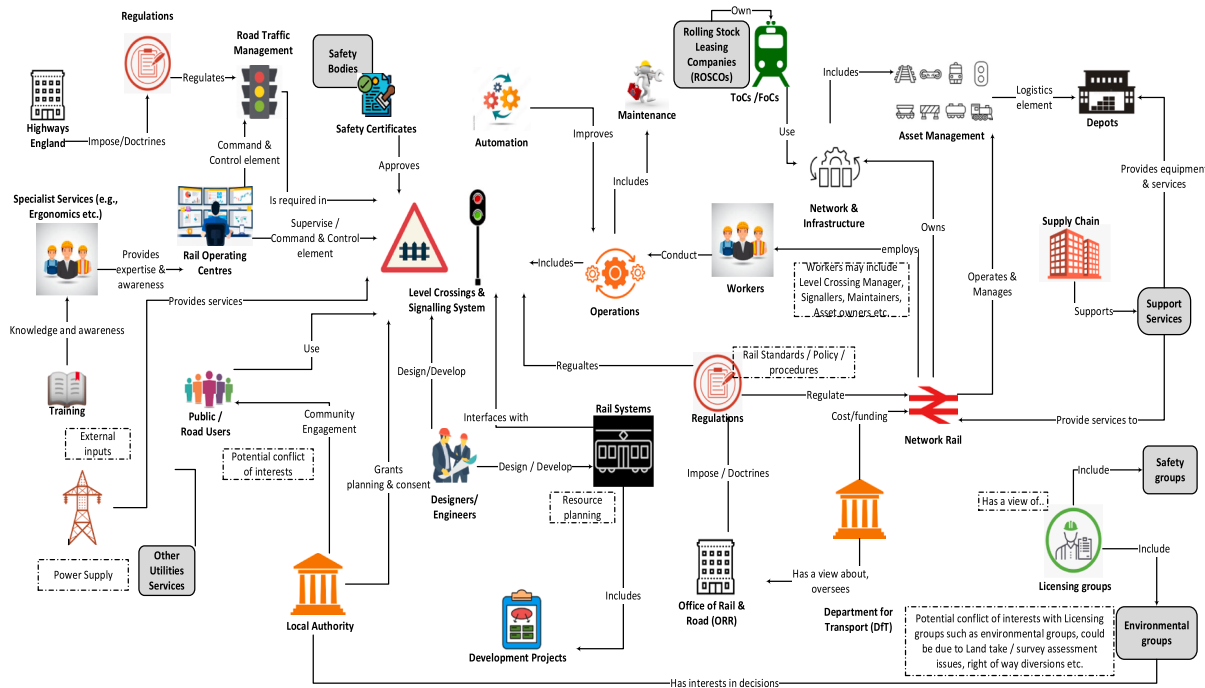 Regulations
Road Traffic
Management
Regulates
Highways
England
Impose/Doctrines
Command &
Control element
Safety
Bodies
Safety Certificates
Approves
Is required in
Automation
Improves
Maintenance
Includes
Own
Rolling Stock
Leasing
Companies
(ROSCOs)
ToCs /FoCs
Use
Includes
Asset Management
Logistics
element
Depots
Provides equipment
& services
Network &
Infrastructure
Owns
Operates &
Manages
Supply Chain
Supports
Support
Services
Provide services to
Specialist Services (e.g.,
Ergonomics etc.)
Provides
expertise &
awareness
Rail Operating
Centres
Supervise /
Command & Control
element
Provides services
Level Crossings &
Signalling System
Includes
Operations
Conduct
Workers
employs
Workers may include
Level Crossing Manager,
Signallers, Maintainers,
Asset owners etc.
Knowledge and awareness
Training
Use
Public /
Road Users
Community
Engagement
Potential conflict
of interests
Design/Develop
Grants
planning & consent
Regualtes
Interfaces with
Rail Systems
Rail Standards / Policy /
procedures
Regulations
Regulate
Cost/funding
Network Rail
External
inputs
Power Supply
Other
Utilities
Services
Designers/
Engineers
Design / Develop
Resource
planning
Impose / Doctrines
Local Authority
Includes
Development Projects
Office of Rail &
Road (ORR)
Has a view about,
oversees
Department for
Transport (DfT)
Has a view of..
Include
Safety
groups
Licensing groups
Include
Environmental
groups
Potential conflict of interests with Licensing
groups such as environmental groups, could
be due to Land take / survey assessment
issues, right of way diversions etc.
Has interests in decisions